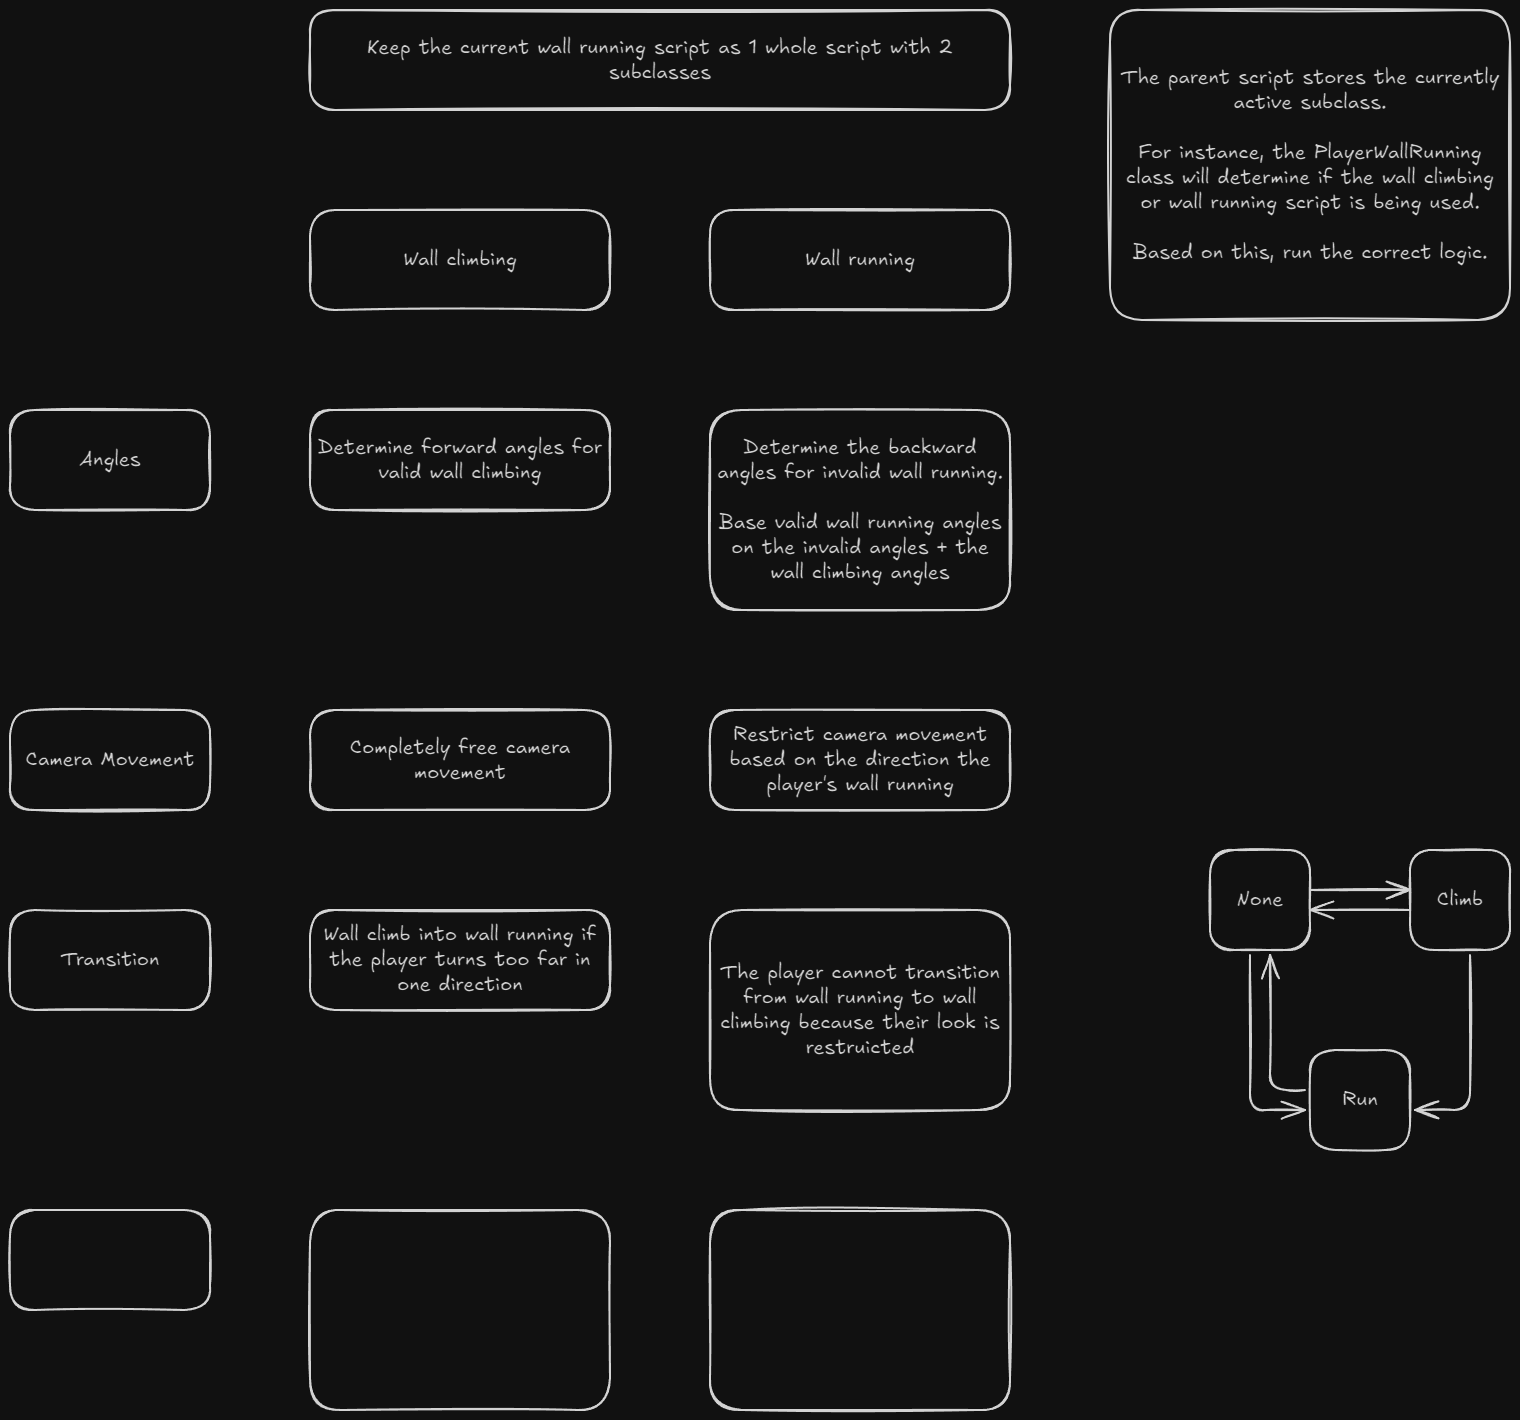 Keep the current wall running script as 1 whole script with 2
subclasses
The parent script stores the currently
active subclass.
For instance, the PlayerWallRunning
class will determine if the wall climbing
or wall running script is being used.
Based on this, run the correct logic.
Wall climbing
Wall running
Angles
Determine forward angles for
valid wall climbing
Determine the backward
angles for invalid wall running.
Base valid wall running angles
on the invalid angles + the
wall climbing angles
Camera Movement
Completely free camera
movement
Restrict camera movement
based on the direction the
player's wall running
Transition
Wall climb into wall running if
the player turns too far in
one direction
The player cannot transition
from wall running to wall
climbing because their look is
restruicted
None
Climb
Run